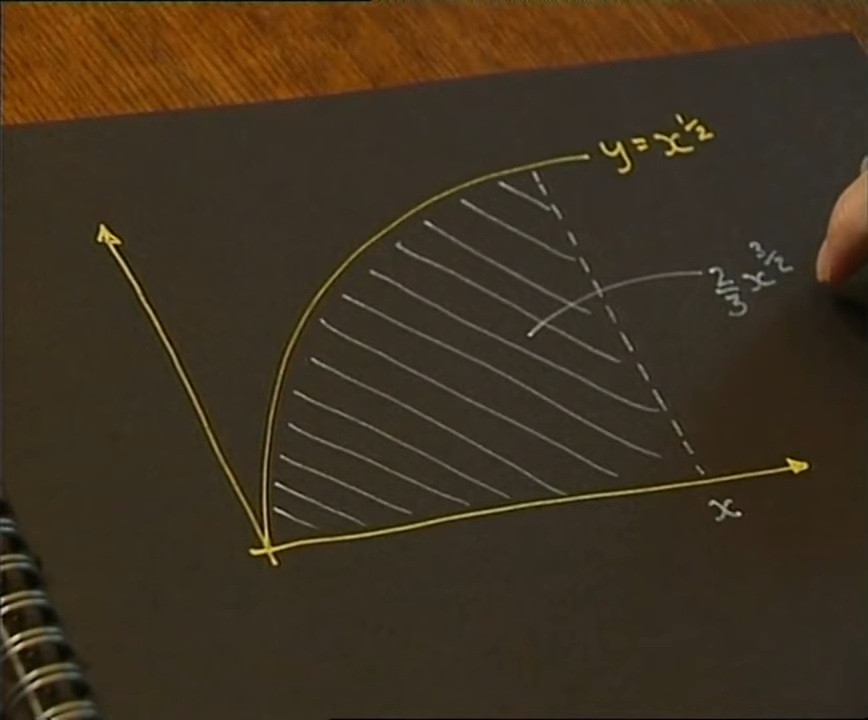 y = x^½
⅔x^3/2
x